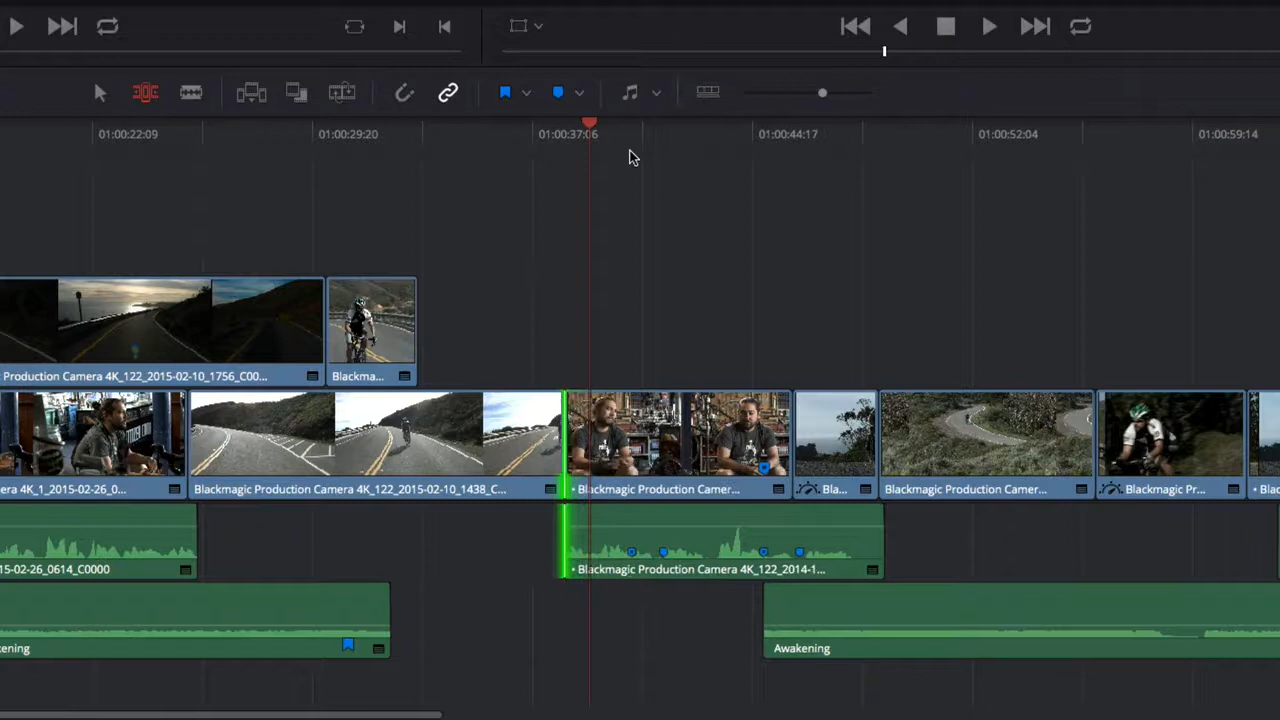 01:00:22:09
01:00:29:20
01:00:37:06
01:00:44:17
01:00:52:04
01:00:59:14
Production Camera 4K_122_2015-02-10_1756_C00...
Blackma...
era 4K_1_2015-02-26_0...
Blackmagic Production Camera 4K_122_2015-02-10_1438_C...
• Blackmagic Production Camer...
Bla...
Blackmagic Production Camer...
Blackmagic Pr...
• Blac
15-02-26_0614_C0000
• Blackmagic Production Camera 4K_122_2014-1...
kening
Awakening